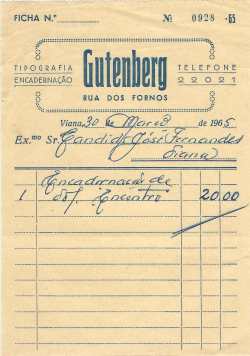 FICHA N.º
Nº 0928 -65
TIPOGRAFIA
ENCADERNAÇÃO
Gutenberg
RUA DOS FORNOS
TELEFONE
22021
Viana, 30 de Março de 1965
Ex.mo Sr. Candido José Fernandes
Viana
1 Encadernação de
Encontro 20.00